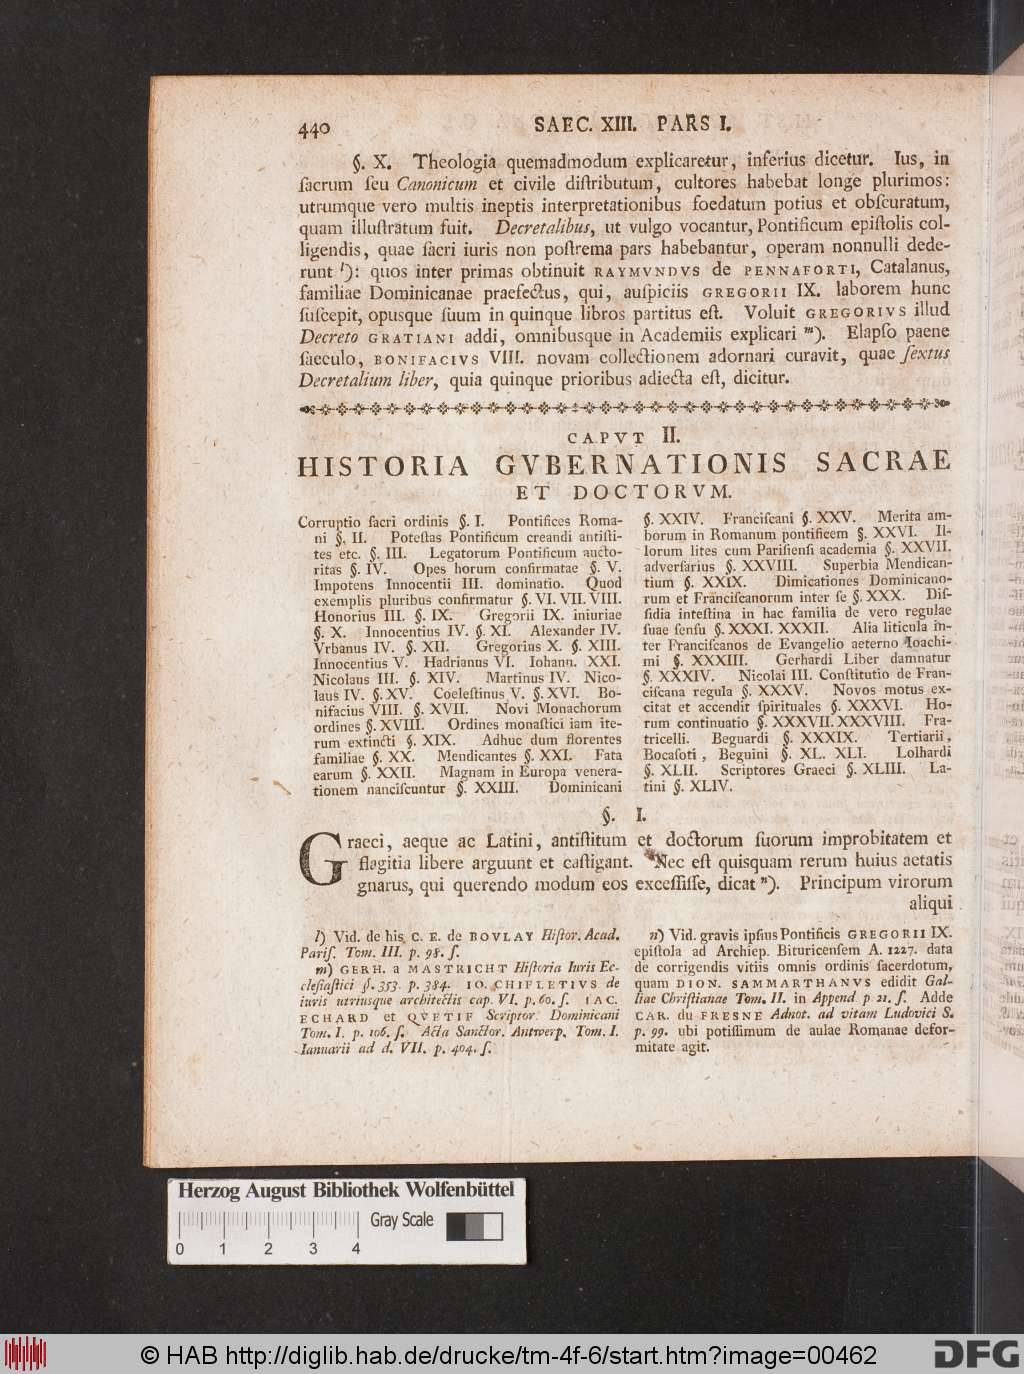 440
SAEC. XIII. PARS I.
§. X. Theologia quemadmodum explicaretur, inferius dicetur. Ius, in
ſacrum ſeu Canonicum et civile diſtributum, cultores habebat longe plurimos:
utrumque vero multis ineptis interpretationibus foedatum potius et obſcuratum,
quam illuſtratum fuit. Decretalibus, ut vulgo vocantur, Pontificum epiſtolis col-
ligendis, quae ſacri iuris non poſtrema pars habebantur, operam nonnulli dede-
runt l): quos inter primas obtinuit RAYMVNDVS de PENNAFORTI, Catalanus,
familiae Dominicanae praefectus, qui, auſpiciis GREGORII IX. laborem hunc
ſuſcepit, opusque ſuum in quinque libros partitus eſt. Voluit GREGORIVS illud
Decreto GRATIANI addi, omnibusque in Academiis explicari m). Elapſo paene
ſaeculo, BONIFACIVS VIII. novam collectionem adornari curavit, quae ſextus
Decretalium liber, quia quinque prioribus adiecta eſt, dicitur.
CAPVT II.
HISTORIA GVBERNATIONIS SACRAE
ET DOCTORVM.
Corruptio ſacri ordinis §. I. Pontifices Roma-
ni §. II. Poteſtas Pontificum creandi antiſti-
tes etc. §. III. Legatorum Pontificum aucto-
ritas §. IV. Opes horum confirmatae §. V.
Impotens Innocentii III. dominatio. Quod
exemplis pluribus confirmatur §. VI. VII. VIII.
Honorius III. §. IX. Gregorii IX. iniuriae
§. X. Innocentius IV. §. XI. Alexander IV.
Vrbanus IV. §. XII. Gregorius X. §. XIII.
Innocentius V. Hadrianus VI. Iohann. XXI.
Nicolaus III. §. XIV. Martinus IV. Nico-
laus IV. §. XV. Coeleſtinus V. §. XVI. Bo-
nifacius VIII. §. XVII. Novi Monachorum
ordines §. XVIII. Ordines monaſtici iam ite-
rum extincti §. XIX. Adhuc dum florentes
familiae §. XX. Mendicantes §. XXI. Fata
earum §. XXII. Magnam in Europa venera-
tionem nanciſcuntur §. XXIII. Dominicani
§. XXIV. Franciſcani §. XXV. Merita am-
borum in Romanum pontificem §. XXVI. Il-
lorum lites cum Pariſienſi academia §. XXVII.
adverſarius §. XXVIII. Superbia Mendican-
tium §. XXIX. Dimicationes Dominicano-
rum et Franciſcanorum inter ſe §. XXX. Diſ-
ſidia inteſtina in hac familia de vero regulae
ſuae ſenſu §. XXXI. XXXII. Alia liticula in-
ter Franciſcanos de Evangelio aeterno Ioachi-
mi §. XXXIII. Gerhardi Liber damnatur
§. XXXIV. Nicolai III. Conſtitutio de Fran-
ciſcana regula §. XXXV. Novos motus ex-
citat et accendit ſpirituales §. XXXVI. Ho-
rum continuatio §. XXXVII. XXXVIII. Fra-
tricelli. Beguardi §. XXXIX. Tertiarii,
Bocaſoti, Beguini §. XL. XLI. Lolhardi
§. XLII. Scriptores Graeci §. XLIII. La-
tini §. XLIV.
§. I.
Graeci, aeque ac Latini, antiſtitum et doctorum ſuorum improbitatem et
flagitia libere arguunt et caſtigant. Nec eſt quisquam rerum huius aetatis
gnarus, qui querendo modum eos exceſſiſſe, dicat n). Principum virorum
aliqui
l) Vid. de his C. E. de BOVLAY Hiſtor. Acad.
Pariſ. Tom. III. p. 98. ſ.
m) GERH. a MASTRICHT Hiſtoria Iuris Ec-
cleſiaſtici §. 353. p. 384. IO. CHIFLETIVS de
iuris utriusque architectis cap. VI. p. 60. ſ. IAC.
ECHARD et QVETIF Scriptor. Dominicani
Tom. I. p. 106. ſ. Acta Sanctor. Antwerp. Tom. I.
Ianuarii ad d. VII. p. 404. ſ.
n) Vid. gravis ipſius Pontificis GREGORII IX.
epiſtola ad Archiep. Bituricenſem A. 1227. data
de corrigendis vitiis omnis ordinis ſacerdotum,
quam DION. SAMMARTHANVS edidit Gal-
liae Chriſtianae Tom. II. in Append. p. 21. ſ. Adde
CAR. du FRESNE Adnot. ad vitam Ludovici S.
p. 99. ubi potiſſimum de aulae Romanae defor-
mitate agit.
Herzog August Bibliothek Wolfenbüttel
Gray Scale
0 1 2 3 4
© HAB http://diglib.hab.de/drucke/tm-4f-6/start.htm?image=00462
DFG